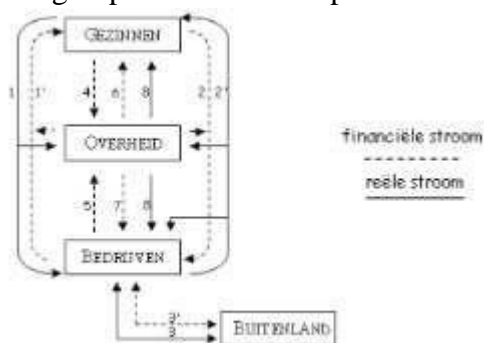 GEZINNEN
1 1' 4 6 8 2 2'
OVERHEID
financiële stroom
reële stroom
5 7 8
BEDRIJVEN
3'
3
BUITENLAND